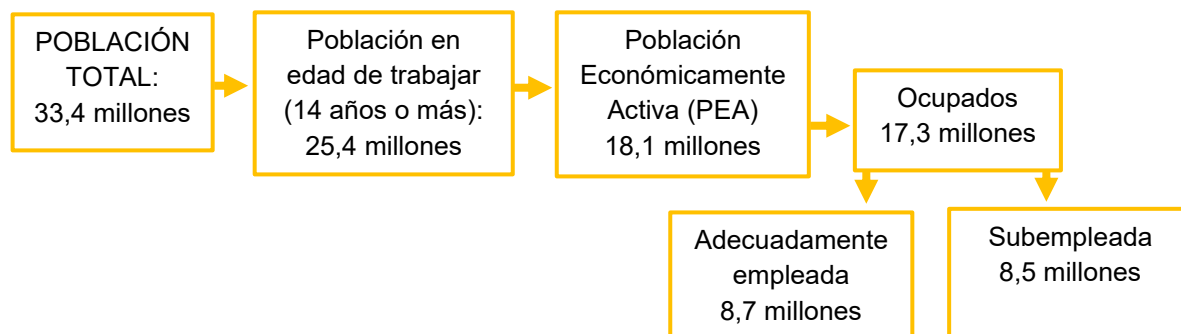 POBLACIÓN
TOTAL:
33,4 millones
Población en
edad de trabajar
(14 años o más):
25,4 millones
Población
Económicamente
Activa (PEA)
18,1 millones
Ocupados
17,3 millones
Adecuadamente
empleada
8,7 millones
Subempleada
8,5 millones